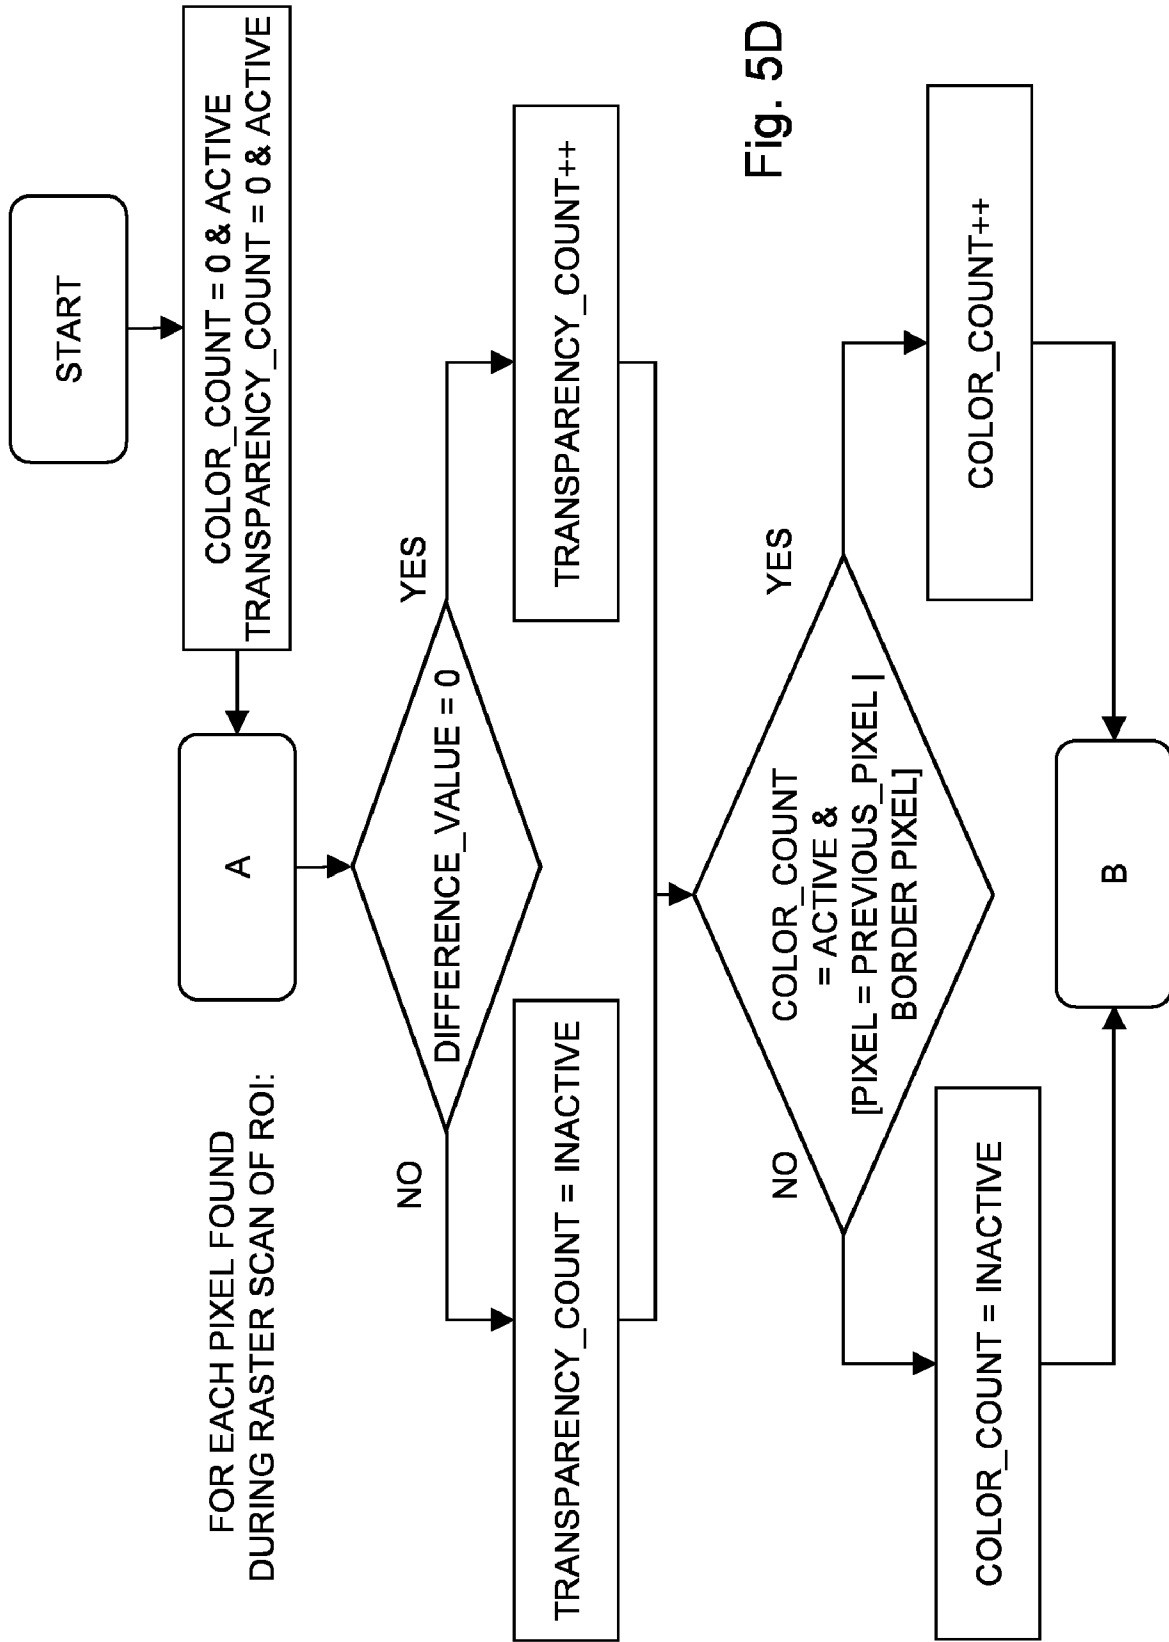 START
COLOR_COUNT = 0 & ACTIVE
TRANSPARENCY_COUNT = 0 & ACTIVE
FOR EACH PIXEL FOUND
DURING RASTER SCAN OF ROI:
A
DIFFERENCE_VALUE = 0
NO
YES
TRANSPARENCY_COUNT = INACTIVE
TRANSPARENCY_COUNT++
COLOR_COUNT
= ACTIVE &
[PIXEL = PREVIOUS_PIXEL |
BORDER PIXEL]
NO
YES
COLOR_COUNT = INACTIVE
COLOR_COUNT++
B
Fig. 5D